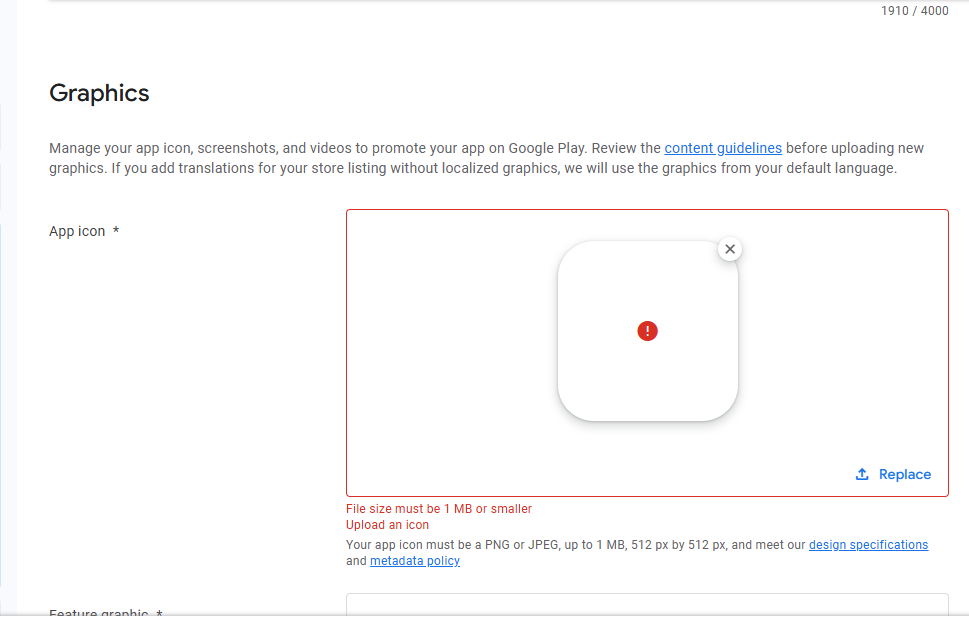 1910 / 4000
Graphics
Manage your app icon, screenshots, and videos to promote your app on Google Play. Review the content guidelines before uploading new
graphics. If you add translations for your store listing without localized graphics, we will use the graphics from your default language.
App icon *
Replace
File size must be 1 MB or smaller
Upload an icon
Your app icon must be a PNG or JPEG, up to 1 MB, 512 px by 512 px, and meet our design specifications
and metadata policy
Feature graphic *